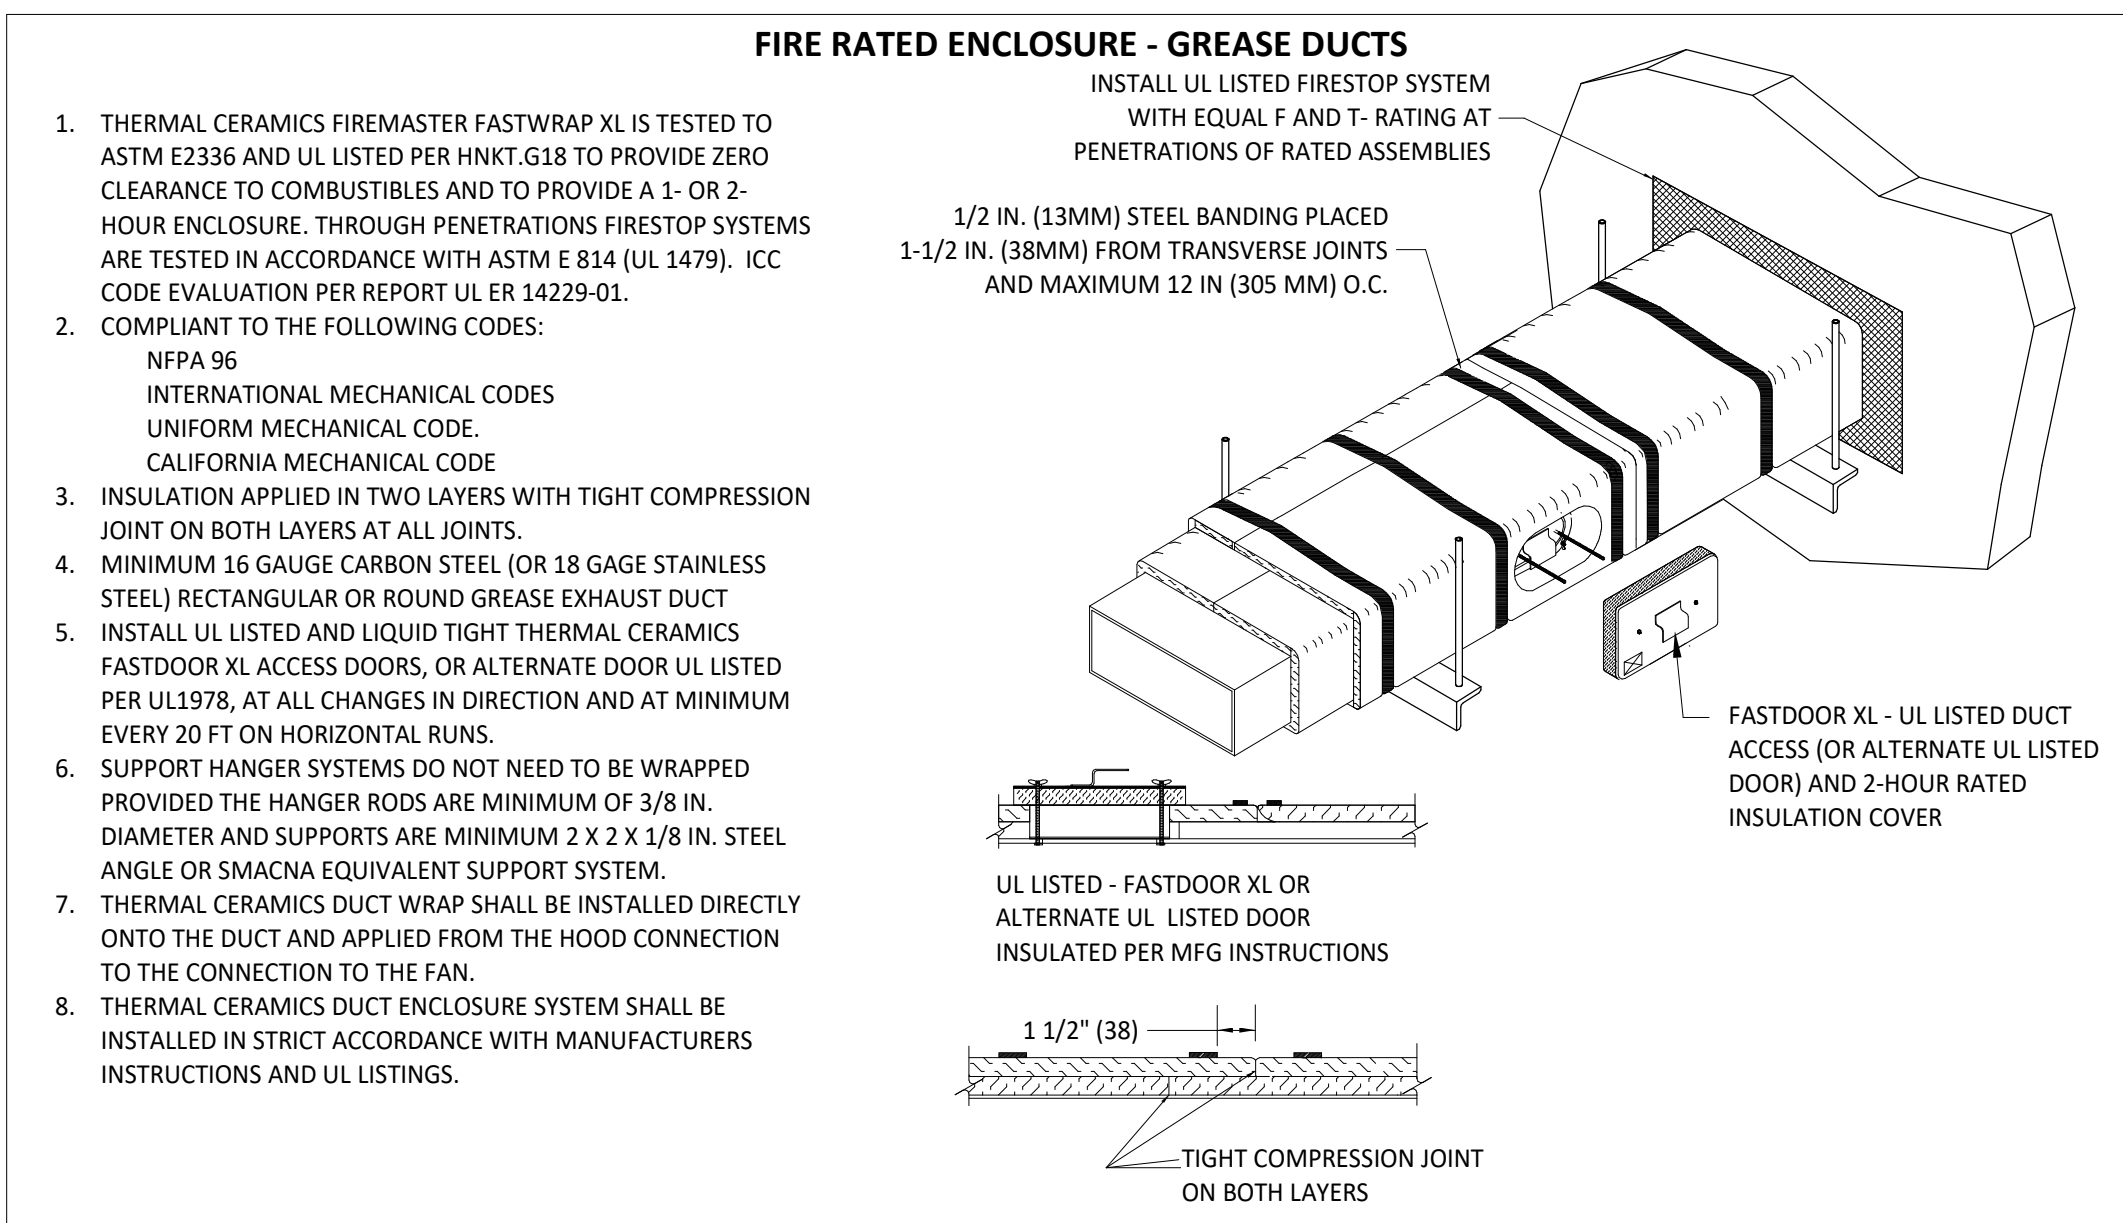 FIRE RATED ENCLOSURE - GREASE DUCTS
1. THERMAL CERAMICS FIREMASTER FASTWRAP XL IS TESTED TO
ASTM E2336 AND UL LISTED PER HNKT.G18 TO PROVIDE ZERO
CLEARANCE TO COMBUSTIBLES AND TO PROVIDE A 1- OR 2-
HOUR ENCLOSURE. THROUGH PENETRATIONS FIRESTOP SYSTEMS
ARE TESTED IN ACCORDANCE WITH ASTM E 814 (UL 1479). ICC
CODE EVALUATION PER REPORT UL ER 14229-01.
2. COMPLIANT TO THE FOLLOWING CODES:
NFPA 96
INTERNATIONAL MECHANICAL CODES
UNIFORM MECHANICAL CODE.
CALIFORNIA MECHANICAL CODE
3. INSULATION APPLIED IN TWO LAYERS WITH TIGHT COMPRESSION
JOINT ON BOTH LAYERS AT ALL JOINTS.
4. MINIMUM 16 GAUGE CARBON STEEL (OR 18 GAGE STAINLESS
STEEL) RECTANGULAR OR ROUND GREASE EXHAUST DUCT
5. INSTALL UL LISTED AND LIQUID TIGHT THERMAL CERAMICS
FASTDOOR XL ACCESS DOORS, OR ALTERNATE DOOR UL LISTED
PER UL1978, AT ALL CHANGES IN DIRECTION AND AT MINIMUM
EVERY 20 FT ON HORIZONTAL RUNS.
6. SUPPORT HANGER SYSTEMS DO NOT NEED TO BE WRAPPED
PROVIDED THE HANGER RODS ARE MINIMUM OF 3/8 IN.
DIAMETER AND SUPPORTS ARE MINIMUM 2 X 2 X 1/8 IN. STEEL
ANGLE OR SMACNA EQUIVALENT SUPPORT SYSTEM.
7. THERMAL CERAMICS DUCT WRAP SHALL BE INSTALLED DIRECTLY
ONTO THE DUCT AND APPLIED FROM THE HOOD CONNECTION
TO THE CONNECTION TO THE FAN.
8. THERMAL CERAMICS DUCT ENCLOSURE SYSTEM SHALL BE
INSTALLED IN STRICT ACCORDANCE WITH MANUFACTURERS
INSTRUCTIONS AND UL LISTINGS.
INSTALL UL LISTED FIRESTOP SYSTEM
WITH EQUAL F AND T- RATING AT
PENETRATIONS OF RATED ASSEMBLIES
1/2 IN. (13MM) STEEL BANDING PLACED
1-1/2 IN. (38MM) FROM TRANSVERSE JOINTS
AND MAXIMUM 12 IN (305 MM) O.C.
FASTDOOR XL - UL LISTED DUCT
ACCESS (OR ALTERNATE UL LISTED
DOOR) AND 2-HOUR RATED
INSULATION COVER
UL LISTED - FASTDOOR XL OR
ALTERNATE UL LISTED DOOR
INSULATED PER MFG INSTRUCTIONS
1 1/2" (38)
TIGHT COMPRESSION JOINT
ON BOTH LAYERS